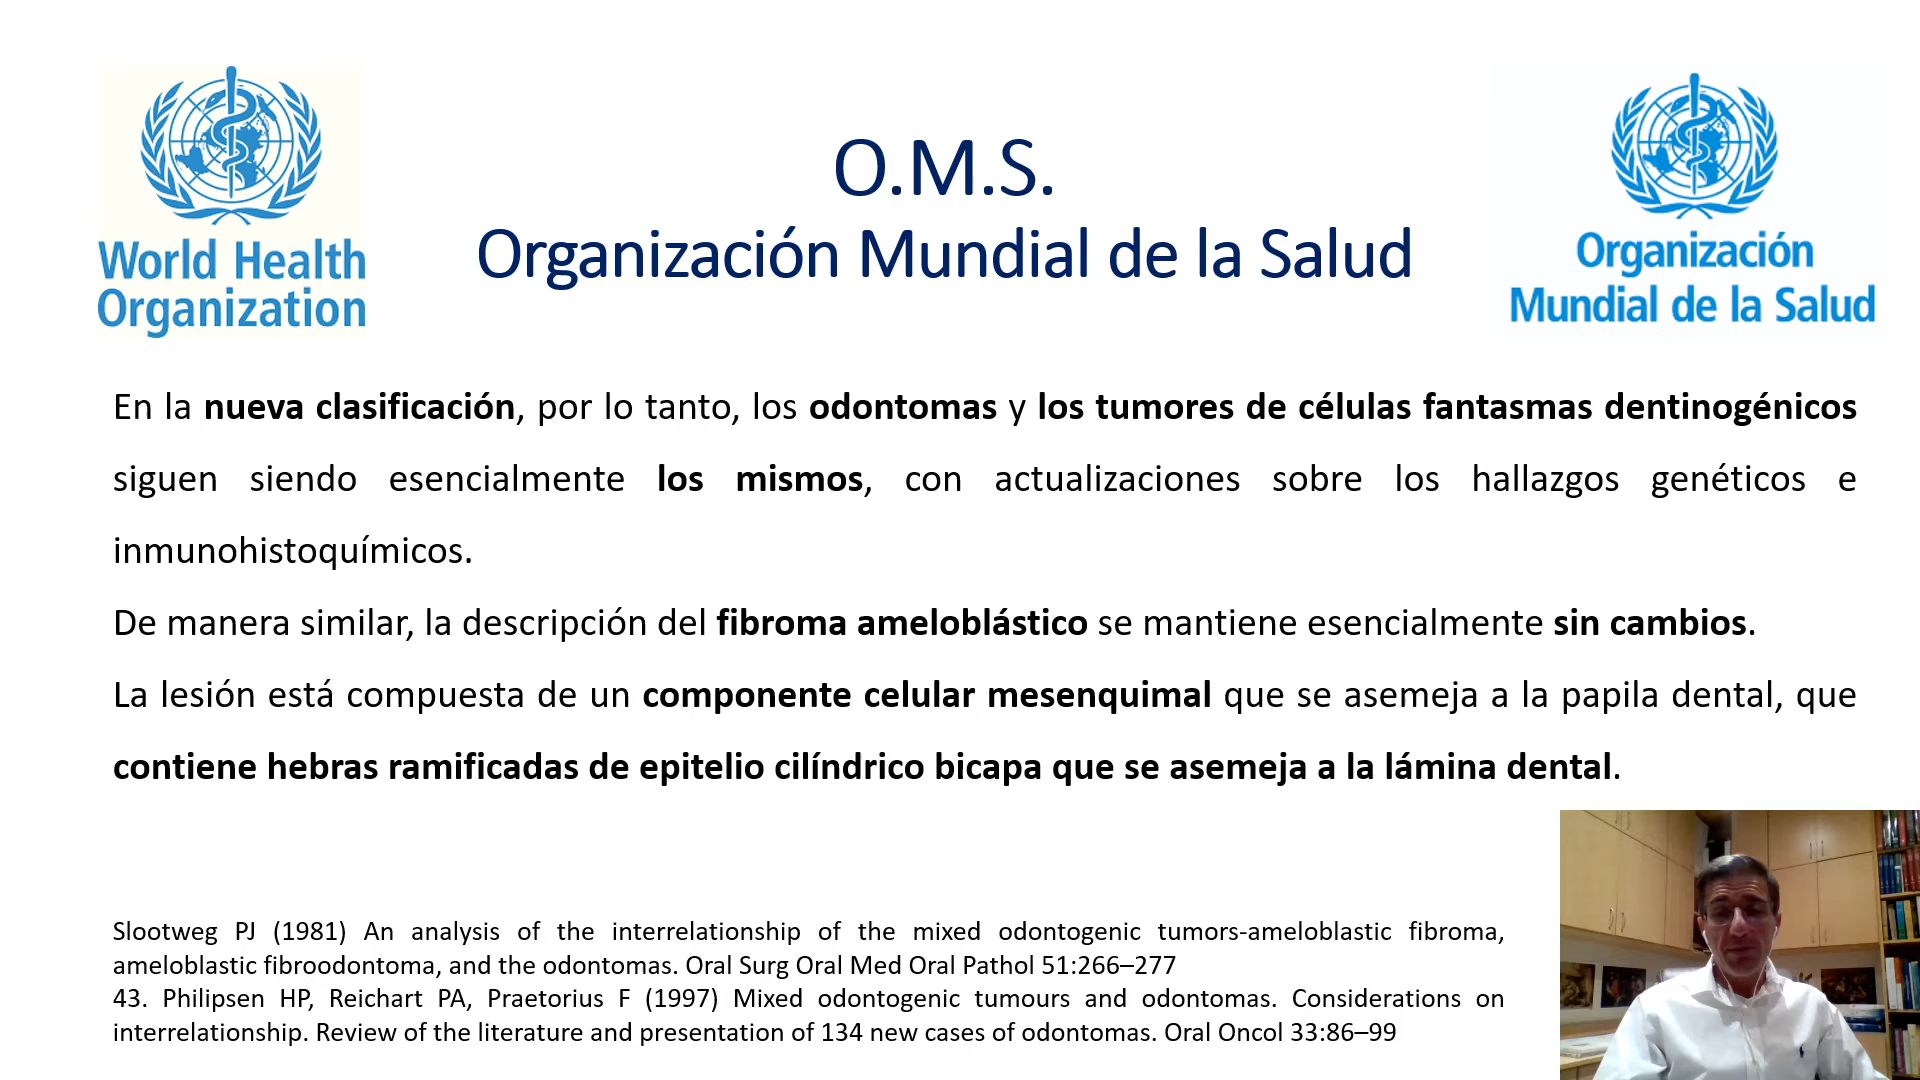 World Health
Organization
O.M.S.
Organización Mundial de la Salud
Organización
Mundial de la Salud
En la nueva clasificación, por lo tanto, los odontomas y los tumores de células fantasmas dentinogénicos
siguen siendo esencialmente los mismos, con actualizaciones sobre los hallazgos genéticos e
inmunohistoquímicos.
De manera similar, la descripción del fibroma ameloblástico se mantiene esencialmente sin cambios.
La lesión está compuesta de un componente celular mesenquimal que se asemeja a la papila dental, que
contiene hebras ramificadas de epitelio cilíndrico bicapa que se asemeja a la lámina dental.
Slootweg PJ (1981) An analysis of the interrelationship of the mixed odontogenic tumors-ameloblastic fibroma,
ameloblastic fibroodontoma, and the odontomas. Oral Surg Oral Med Oral Pathol 51:266–277
43. Philipsen HP, Reichart PA, Praetorius F (1997) Mixed odontogenic tumours and odontomas. Considerations on
interrelationship. Review of the literature and presentation of 134 new cases of odontomas. Oral Oncol 33:86–99